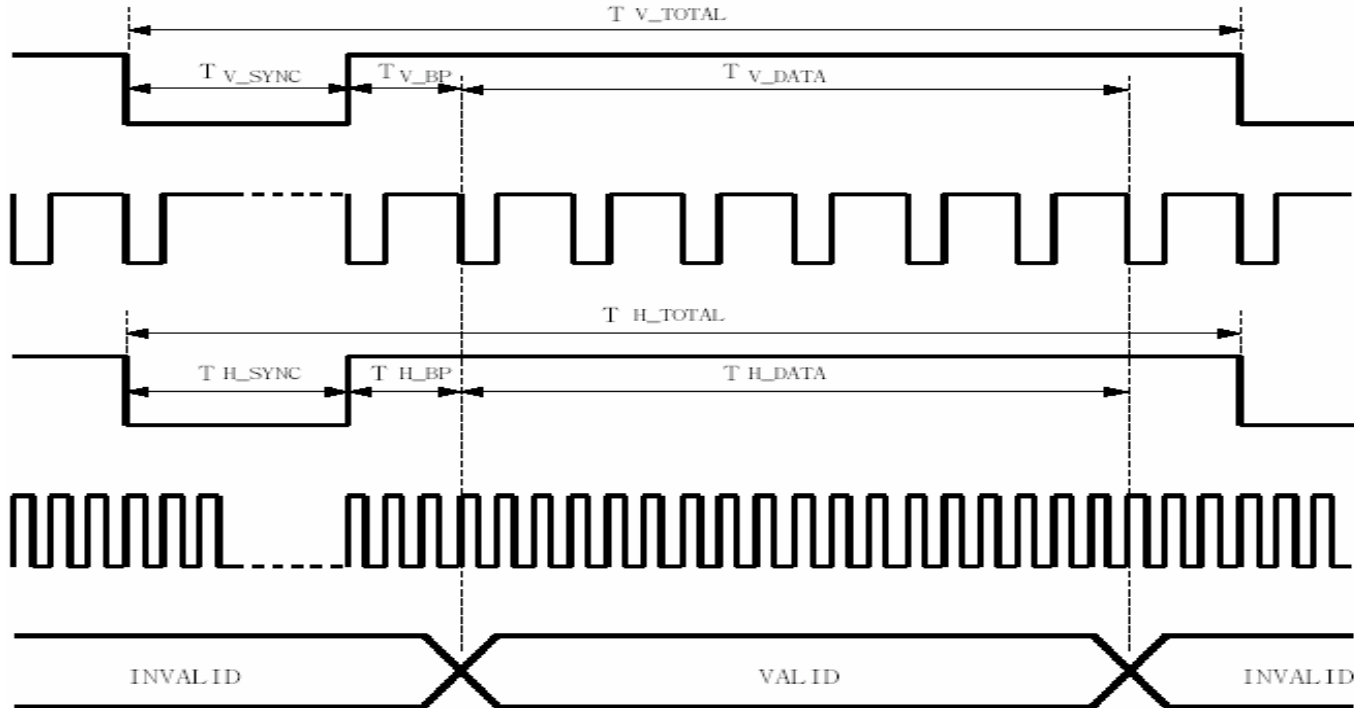 T V_TOTAL
T V_SYNC T V_BP T V_DATA
T H_TOTAL
T H_SYNC T H_BP T H_DATA
INVALID VALID INVALID